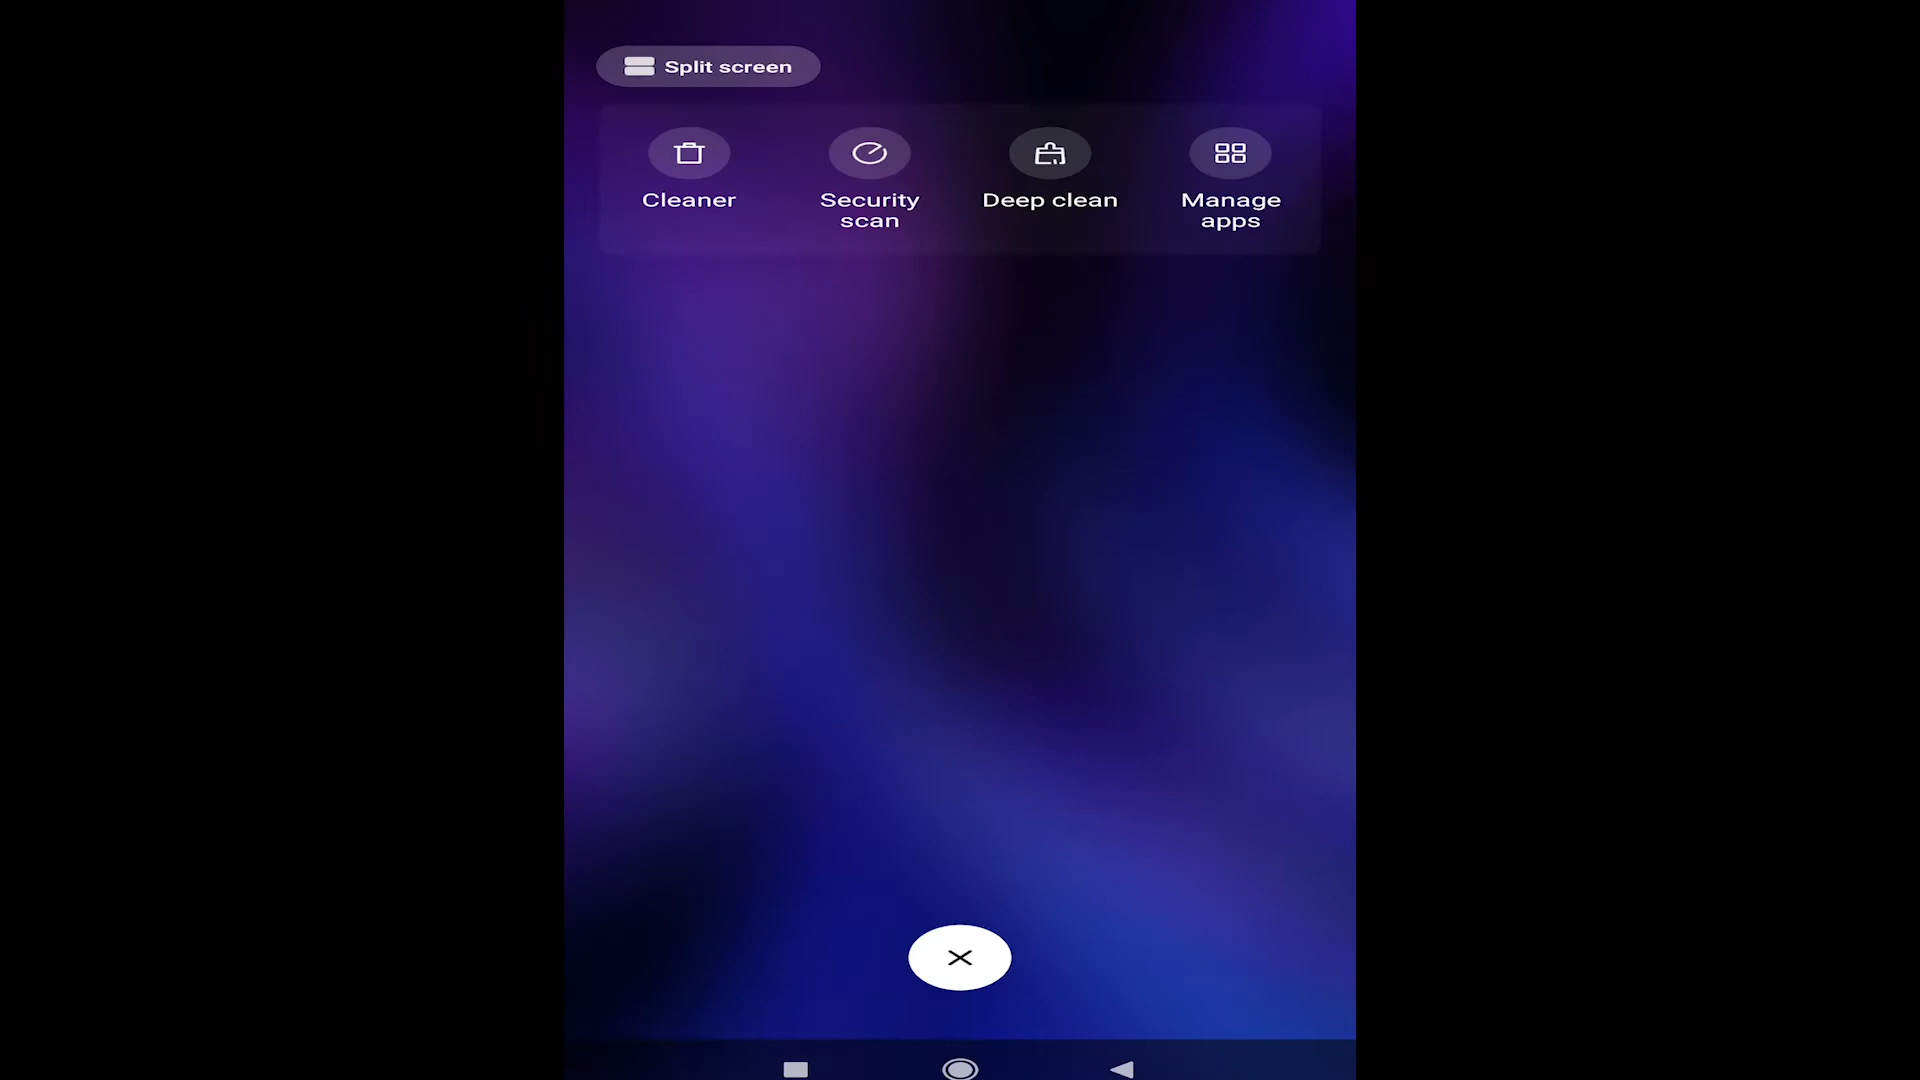 Split screen
Cleaner
Security
scan
Deep clean
Manage
apps